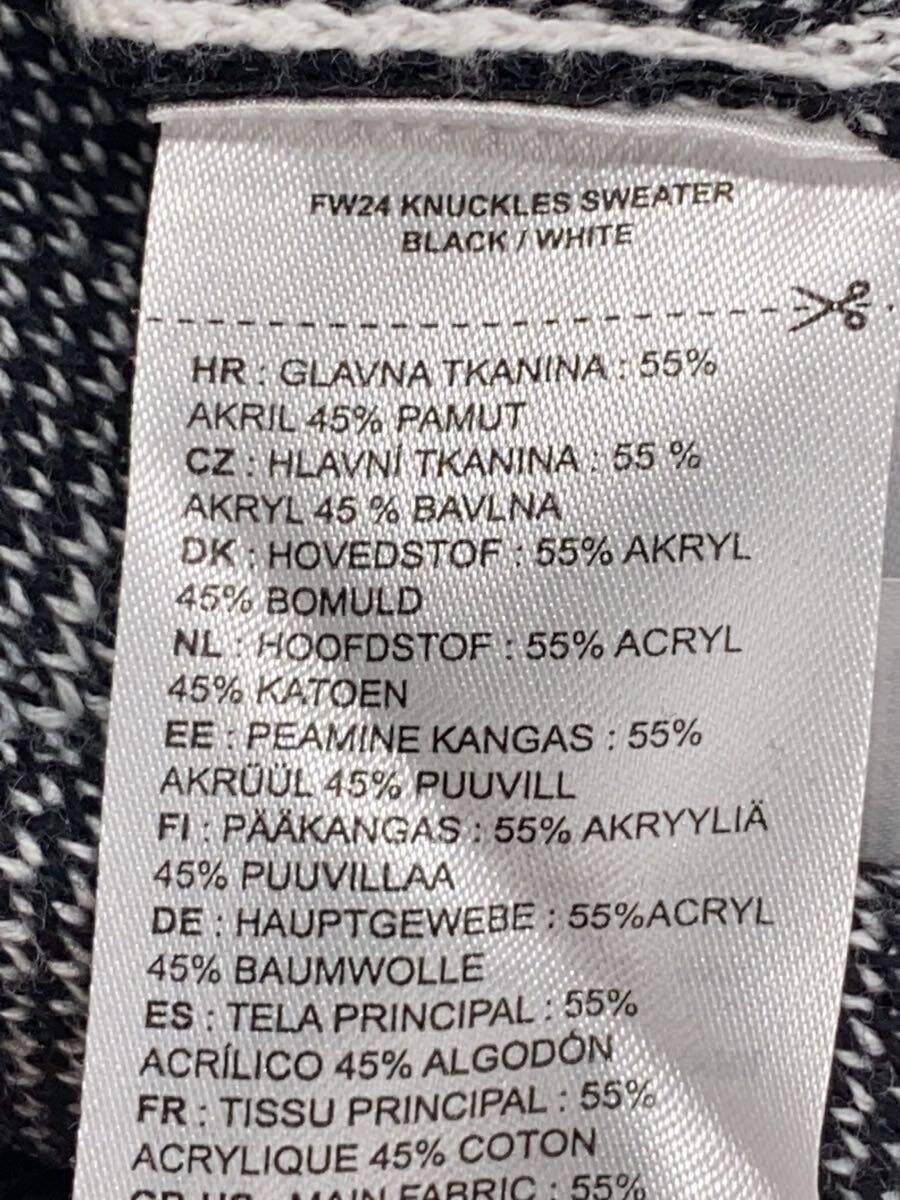 FW24 KNUCKLES SWEATER
BLACK / WHITE
HR : GLAVNA TKANINA : 55%
AKRIL 45% PAMUT
CZ : HLAVNÍ TKANINA : 55 %
AKRYL 45 % BAVLNA
DK : HOVEDSTOF : 55% AKRYL
45% BOMULD
NL : HOOFDSTOF : 55% ACRYL
45% KATOEN
EE : PEAMINE KANGAS : 55%
AKRÜÜL 45% PUUVILL
FI : PÄÄKANGAS : 55% AKRYYLIÄ
45% PUUVILLAA
DE : HAUPTGEWEBE : 55%ACRYL
45% BAUMWOLLE
ES : TELA PRINCIPAL : 55%
ACRÍLICO 45% ALGODÓN
FR : TISSU PRINCIPAL : 55%
ACRYLIQUE 45% COTON
MAIN FABRIC : 55%